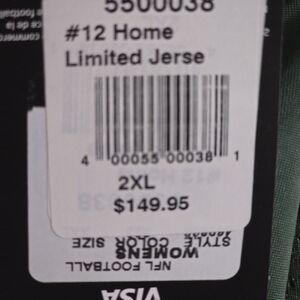 5500038
#12 Home
Limited Jerse
4 00055 00038 1
2XL
$149.95
WOMENS
STYLE COLOR SIZE
NFL FOOTBALL
VISA